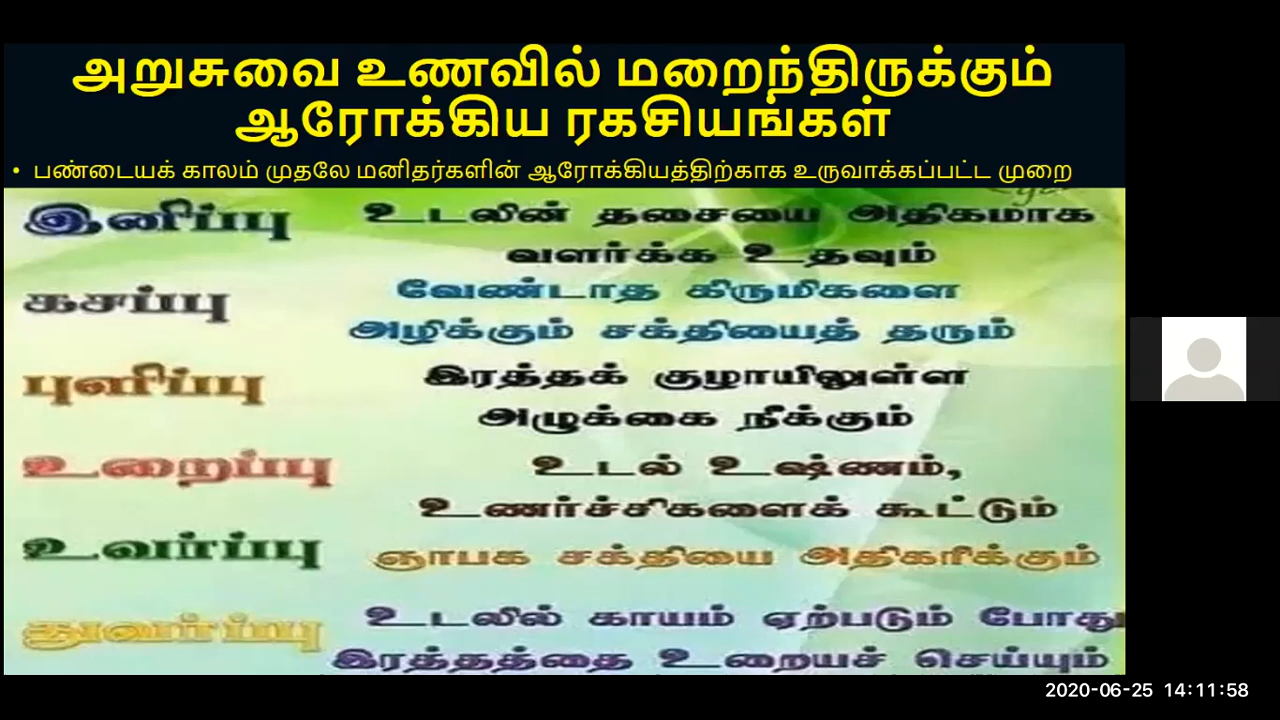 அறுசுவை உணவில் மறைந்திருக்கும்
ஆரோக்கிய ரகசியங்கள்
• பண்டையக் காலம் முதலே மனிதர்களின் ஆரோக்கியத்திற்காக உருவாக்கப்பட்ட முறை
இனிப்பு உடலின் தசையை அதிகமாக
வளர்க்க உதவும்
கசப்பு வேண்டாத கிருமிகளை
அழிக்கும் சக்தியைத் தரும்
புளிப்பு இரத்தக் குழாயிலுள்ள
அழுக்கை நீக்கும்
உறைப்பு உடல் உஷ்ணம்,
உணர்ச்சிகளைக் கூட்டும்
உவர்ப்பு ஞாபக சக்தியை அதிகரிக்கும்
துவர்ப்பு உடலில் காயம் ஏற்படும் போது
இரத்தத்தை உறையச் செய்யும்
2020-06-25 14:11:58